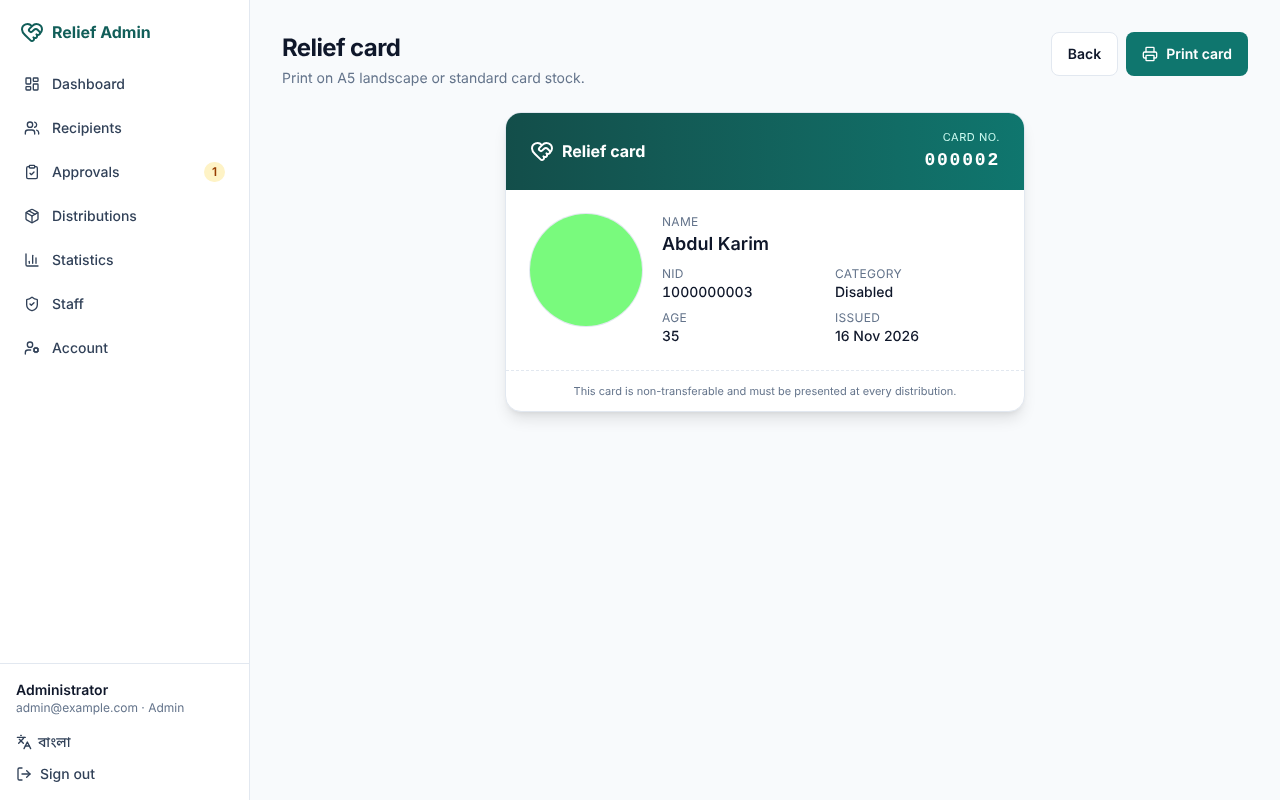 Relief Admin
Dashboard
Recipients
Approvals 1
Distributions
Statistics
Staff
Account
Administrator
admin@example.com · Admin
বাংলা
Sign out
Relief card
Print on A5 landscape or standard card stock.
Back
Print card
Relief card
CARD NO.
000002
NAME
Abdul Karim
NID
1000000003
CATEGORY
Disabled
AGE
35
ISSUED
16 Nov 2026
This card is non-transferable and must be presented at every distribution.